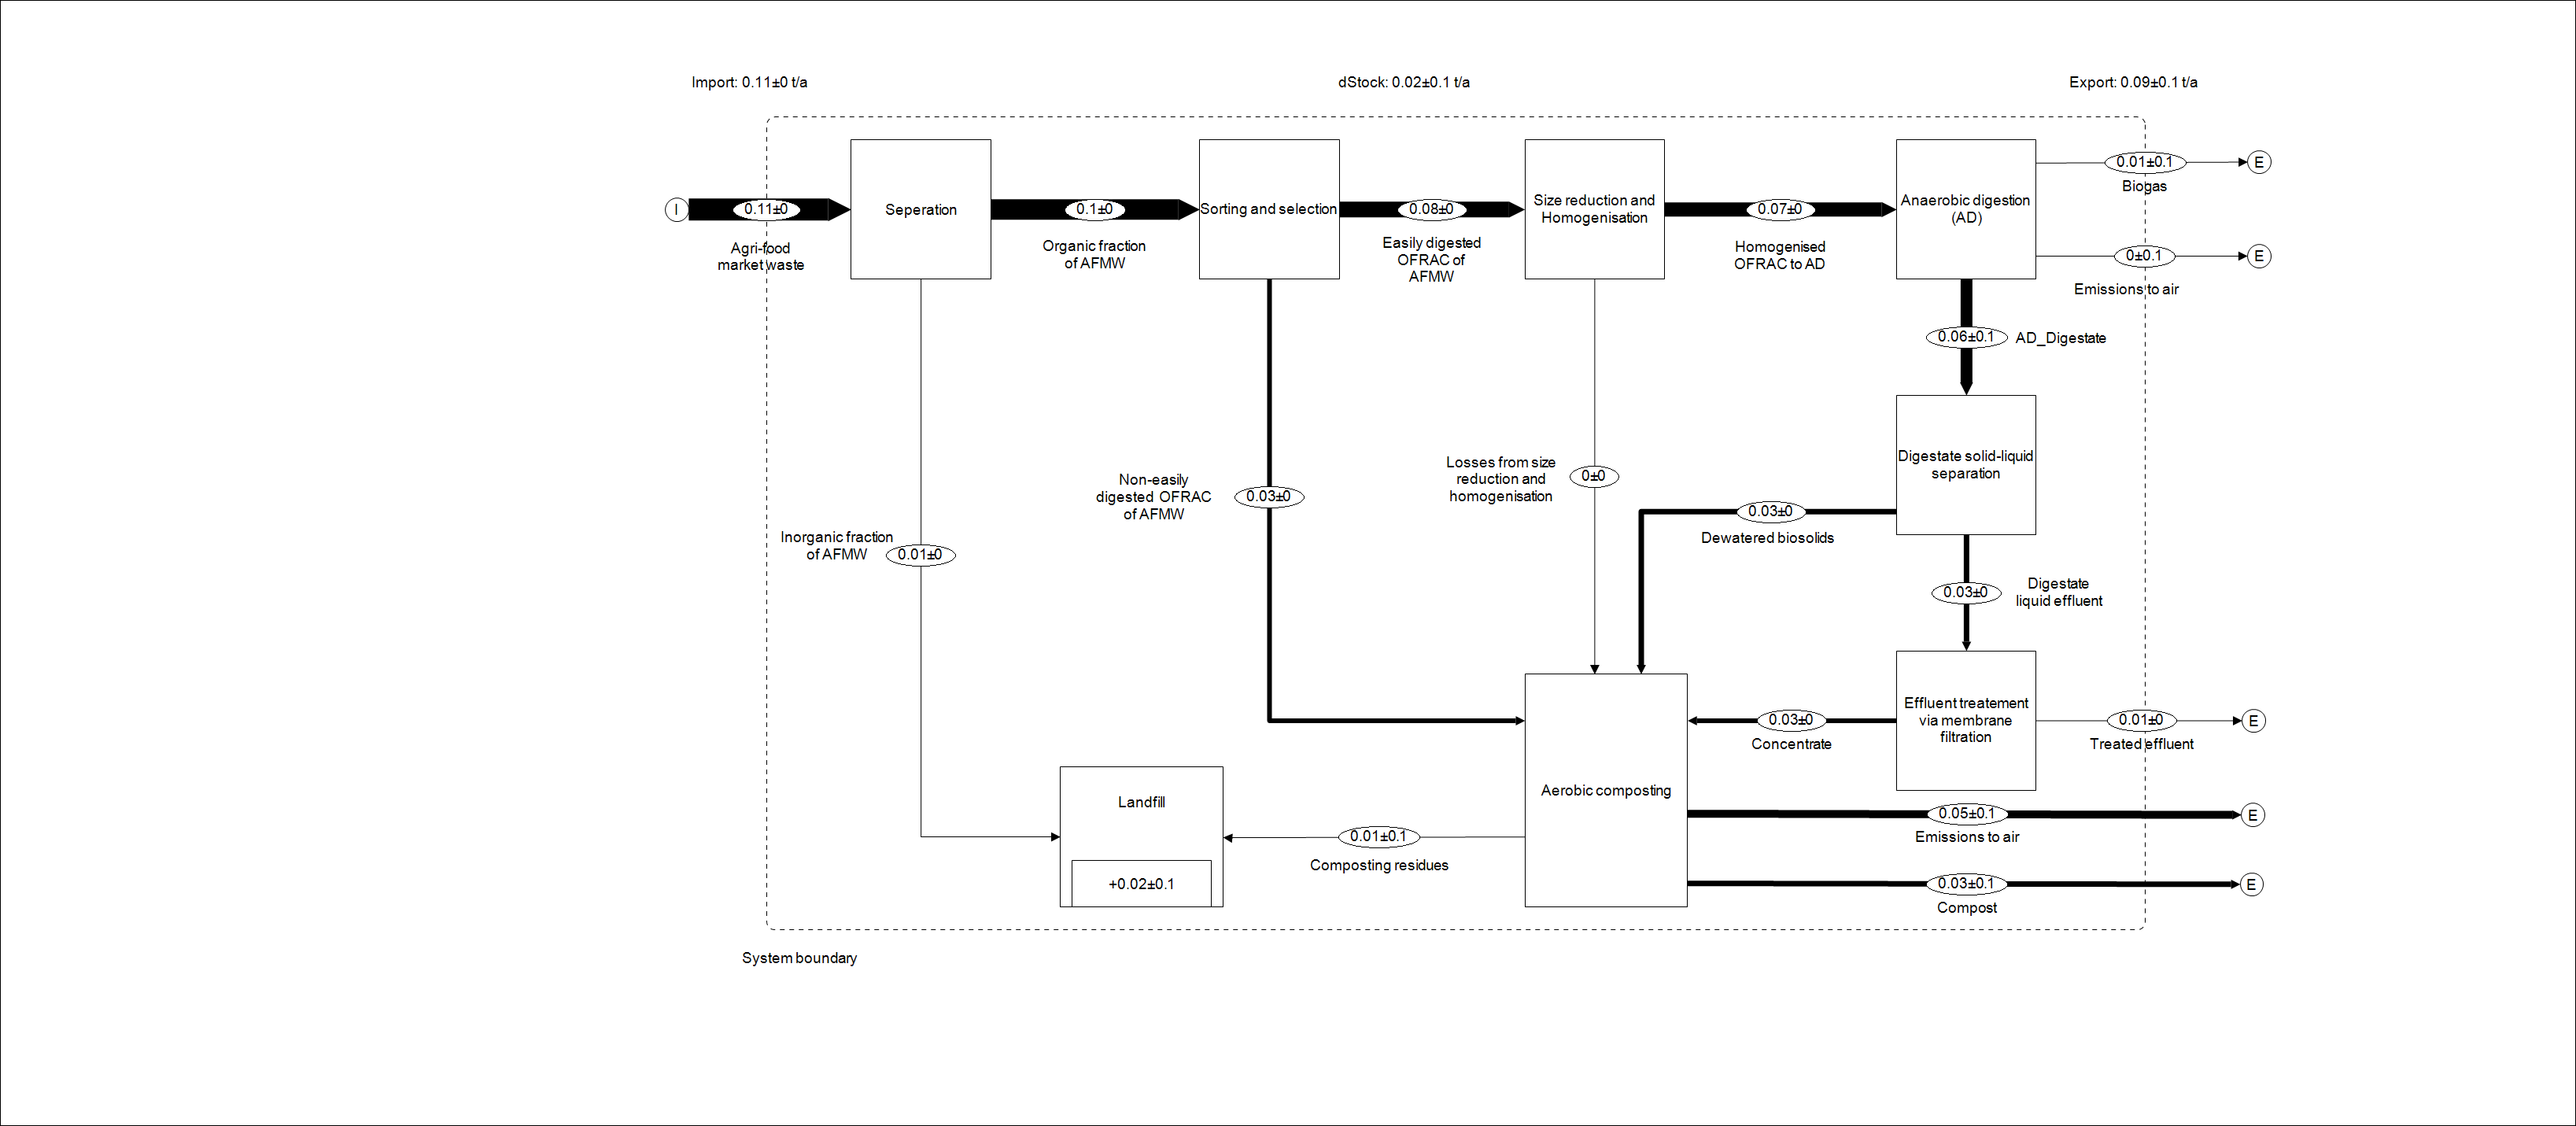 Import: 0.11±0 t/a
dStock: 0.02±0.1 t/a
Export: 0.09±0.1 t/a
I
0.11±0
Agri-food
market waste
Seperation
0.1±0
Organic fraction
of AFMW
Sorting and selection
0.08±0
Easily digested
OFRAC of
AFMW
Size reduction and
Homogenisation
0.07±0
Homogenised
OFRAC to AD
Anaerobic digestion
(AD)
0.01±0.1
E
Biogas
0±0.1
E
Emissions to air
0.06±0.1
AD_Digestate
Digestate solid-liquid
separation
Non-easily
digested OFRAC
of AFMW
0.03±0
Losses from size
reduction and
homogenisation
0±0
0.03±0
Dewatered biosolids
Inorganic fraction
of AFMW
0.01±0
0.03±0
Digestate
liquid effluent
Effluent treatement
via membrane
filtration
0.03±0
Concentrate
0.01±0
E
Treated effluent
Aerobic composting
Landfill
+0.02±0.1
0.01±0.1
Composting residues
0.05±0.1
E
Emissions to air
0.03±0.1
E
Compost
System boundary